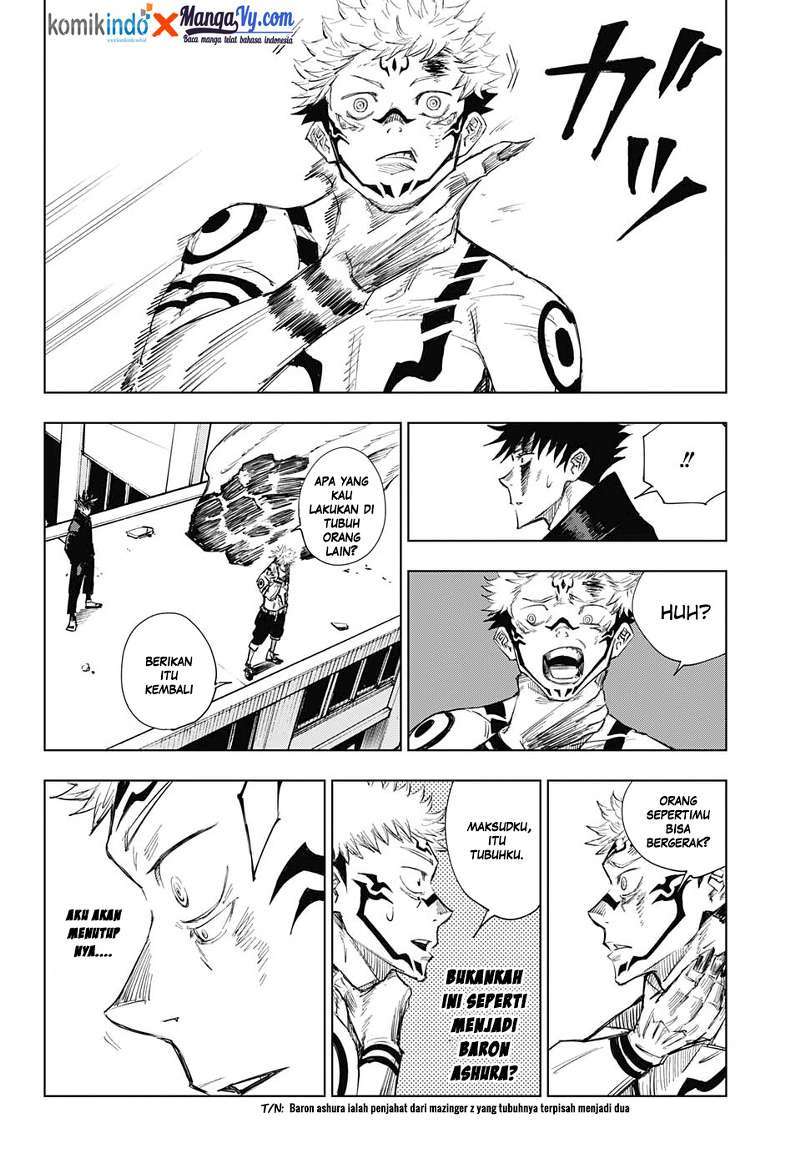 komikindo X MangaVy.com
Baca manga telat bahasa indonesia
ガッ
!!
APA YANG
KAU
LAKUKAN DI
TUBUH
ORANG
LAIN?
BERIKAN
ITU
KEMBALI
HUH?
ORANG
SEPERTIMU
BISA
BERGERAK?
MAKSUDKU,
ITU
TUBUHKU.
BUKANKAH
INI SEPERTI
MENJADI
BARON
ASHURA?
AKU AKAN
MENUTUP
NYA....
T/N: Baron ashura ialah penjahat dari mazinger z yang tubuhnya terpisah menjadi dua